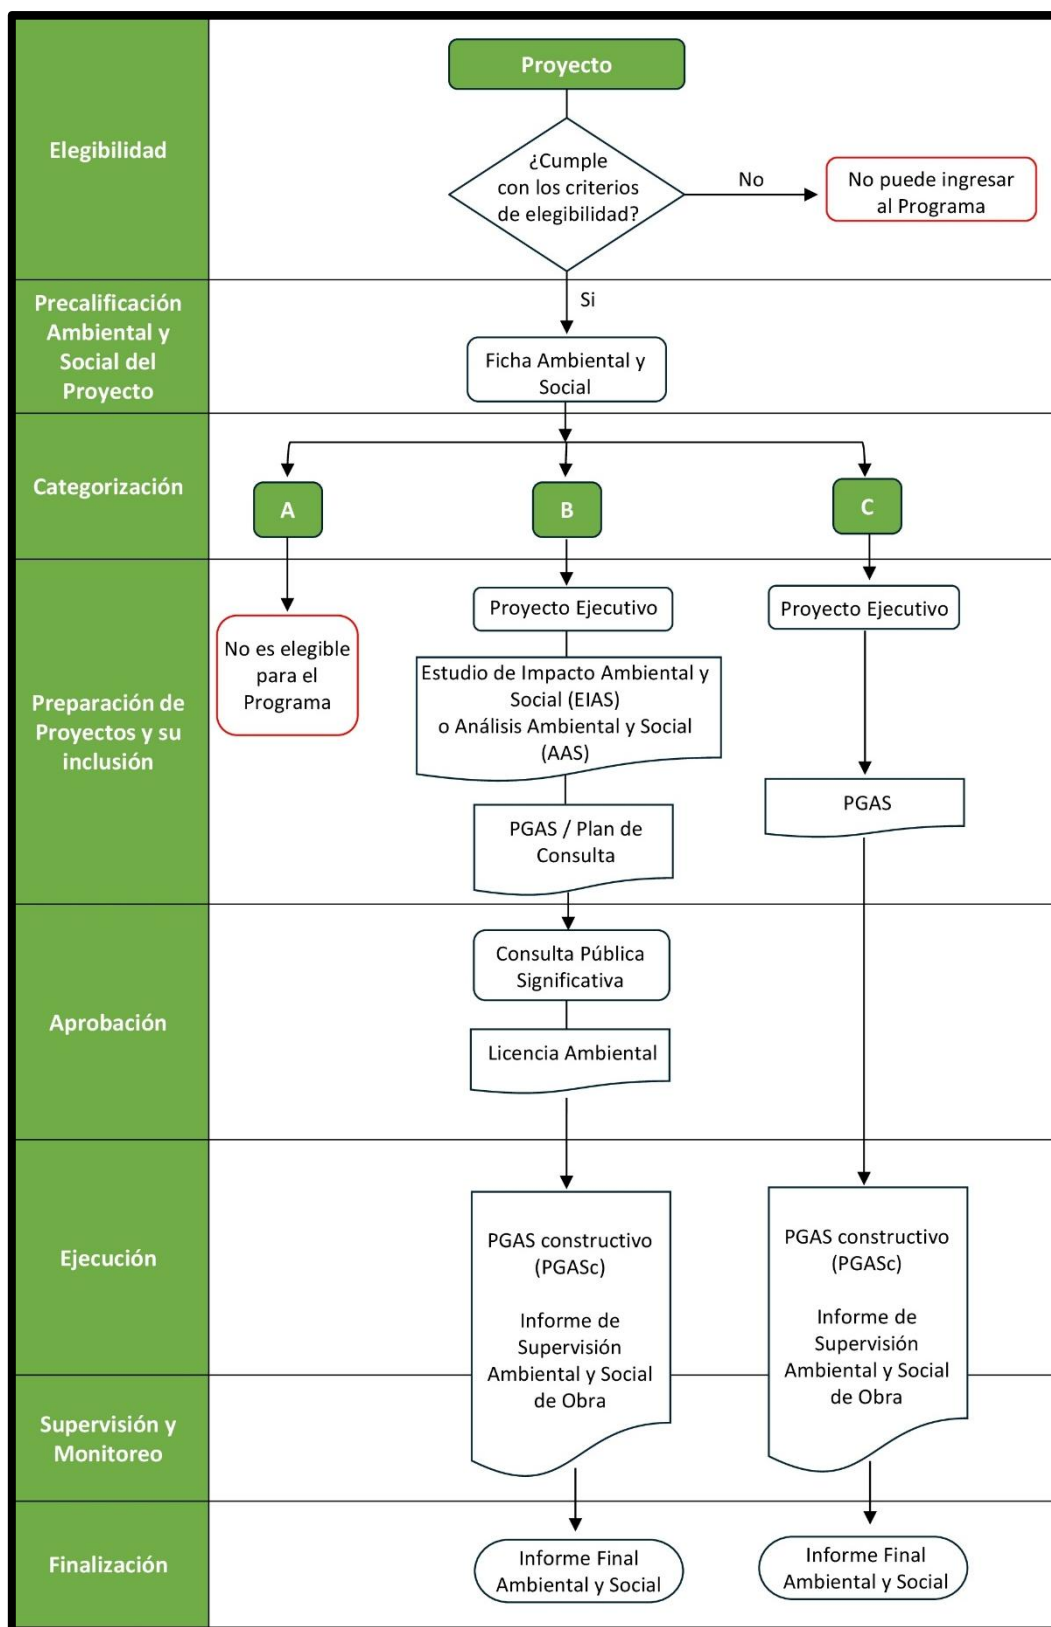 Elegibilidad
Proyecto
¿Cumple
con los criterios
de elegibilidad?
No
No puede ingresar
al Programa
Si
Precalificación
Ambiental y
Social del
Proyecto
Ficha Ambiental y
Social
Categorización
A
B
C
Preparación de
Proyectos y su
inclusión
No es elegible
para el
Programa
Proyecto Ejecutivo
Estudio de Impacto Ambiental y
Social (EIAS)
o Análisis Ambiental y Social
(AAS)
PGAS / Plan de
Consulta
Proyecto Ejecutivo
PGAS
Aprobación
Consulta Pública
Significativa
Licencia Ambiental
Ejecución
PGAS constructivo
(PGASc)
Informe de
Supervisión
Ambiental y Social
de Obra
PGAS constructivo
(PGASc)
Informe de
Supervisión
Ambiental y Social
de Obra
Supervisión y
Monitoreo
Finalización
Informe Final
Ambiental y Social
Informe Final
Ambiental y Social